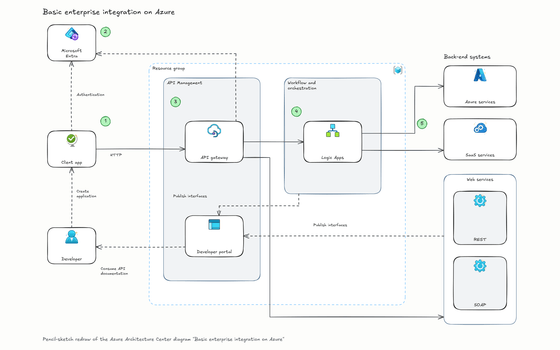 Basic enterprise integration on Azure
2
Microsoft
Entra
Resource group
Back-end systems
API Management
Workflow and
orchestration
Azure services
Authentication
3
4
5
1
Client app
HTTP
API gateway
Logic Apps
SaaS services
Web services
Create
application
Publish interfaces
REST
Publish interfaces
Developer
Developer portal
Consume API
documentation
SOAP
Pencil-sketch redraw of the Azure Architecture Center diagram "Basic enterprise integration on Azure"